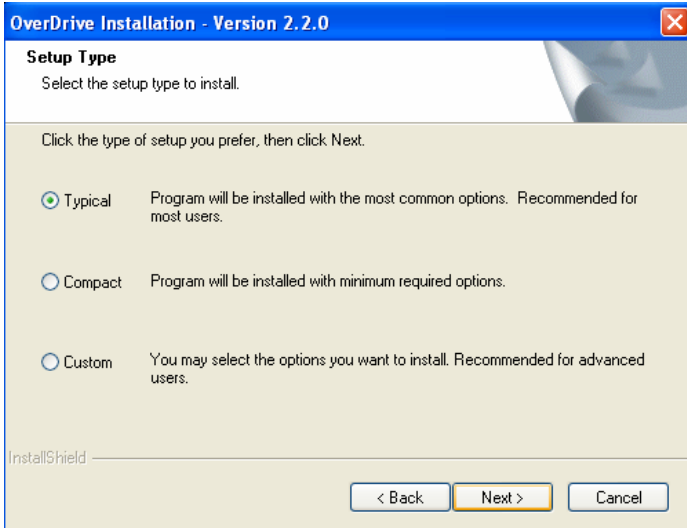 OverDrive Installation - Version 2.2.0
Setup Type
Select the setup type to install.
Click the type of setup you prefer, then click Next.
Typical Program will be installed with the most common options. Recommended for
most users.
Compact Program will be installed with minimum required options.
Custom You may select the options you want to install. Recommended for advanced
users.
InstallShield
< Back Next > Cancel